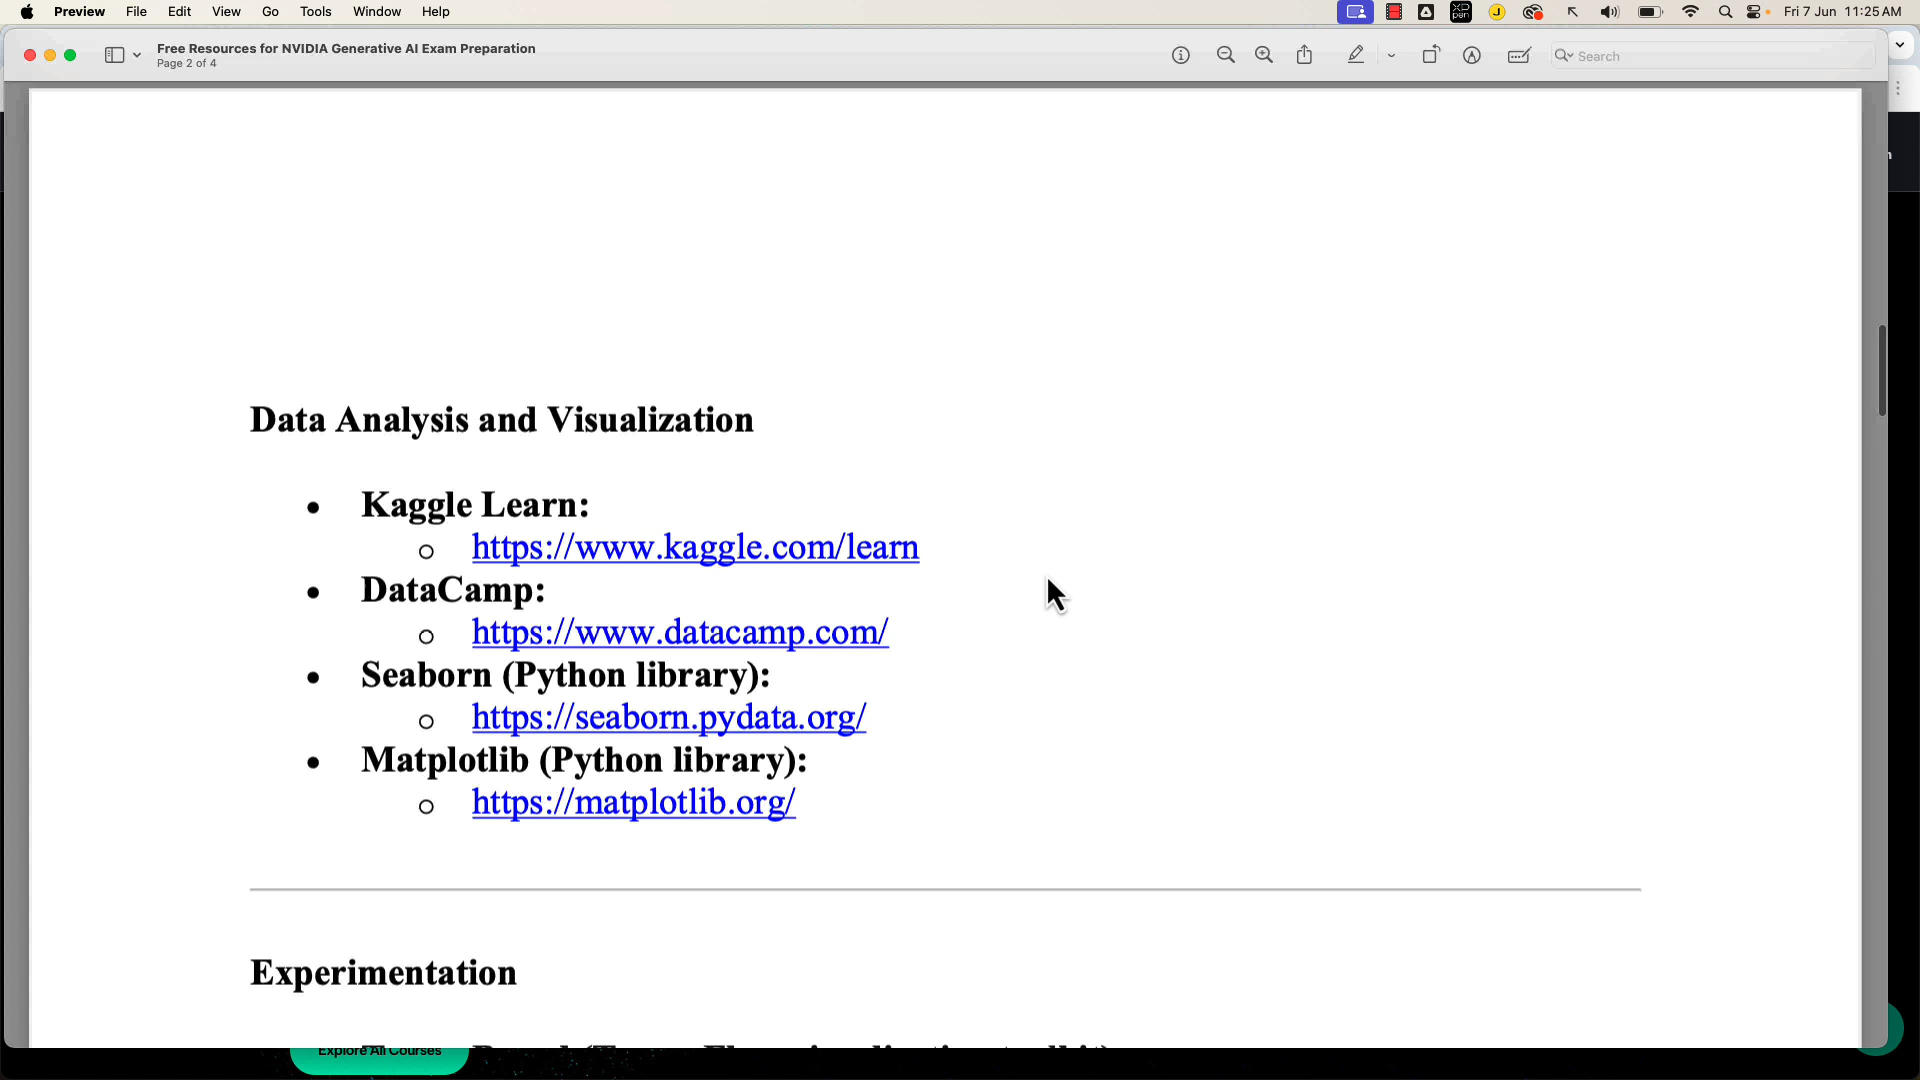 Preview File Edit View Go Tools Window Help
Fri 7 Jun 11:25 AM
Free Resources for NVIDIA Generative AI Exam Preparation
Page 2 of 4
Search
Data Analysis and Visualization
• Kaggle Learn:
o https://www.kaggle.com/learn
• DataCamp:
o https://www.datacamp.com/
• Seaborn (Python library):
o https://seaborn.pydata.org/
• Matplotlib (Python library):
o https://matplotlib.org/
Experimentation
Explore All Courses